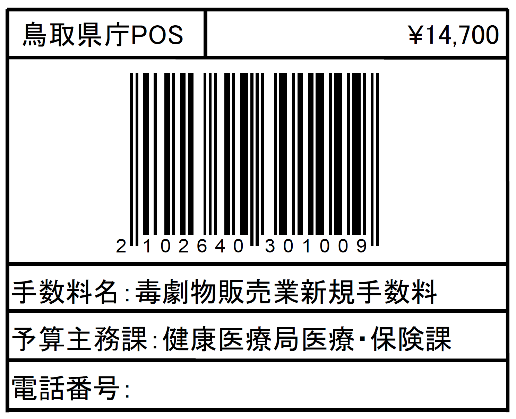 鳥取県庁POS
¥14,700
2 102640 301009
手数料名：毒劇物販売業新規手数料
予算主務課：健康医療局医療・保険課
電話番号：